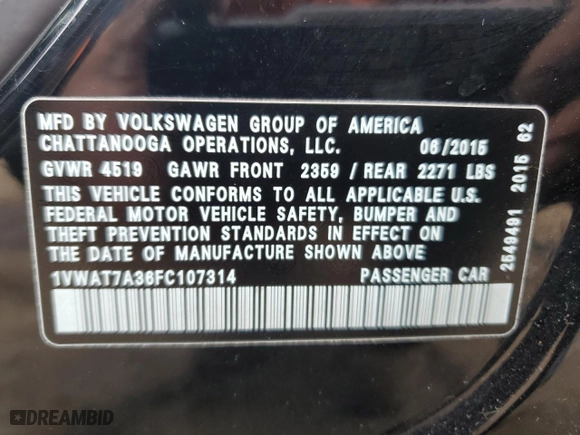 MFD BY VOLKSWAGEN GROUP OF AMERICA
CHATTANOOGA OPERATIONS, LLC. 06/2015
GVWR 4519 GAWR FRONT 2359 / REAR 2271 LBS
THIS VEHICLE CONFORMS TO ALL APPLICABLE U.S.
FEDERAL MOTOR VEHICLE SAFETY, BUMPER AND
THEFT PREVENTION STANDARDS IN EFFECT ON
THE DATE OF MANUFACTURE SHOWN ABOVE
1VWAT7A36FC107314 PASSENGER CAR
2549491 2015 62
DREAMBID